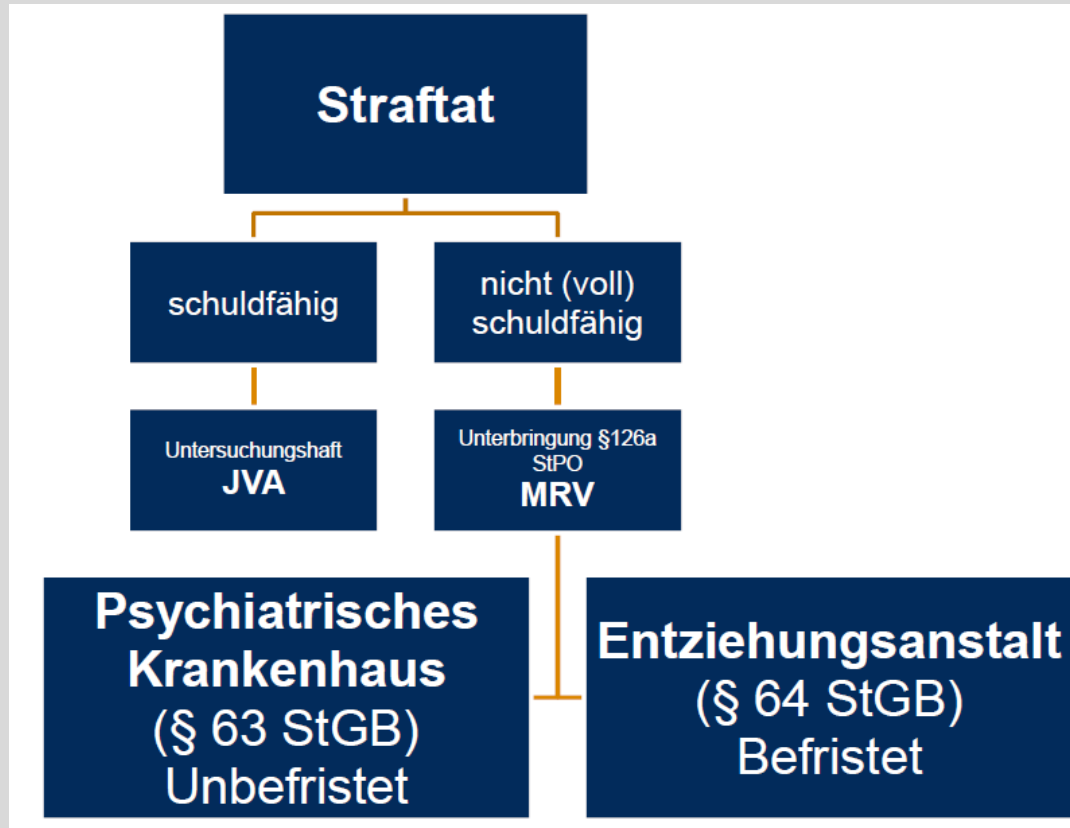 Straftat
schuldfähig
nicht (voll)
schuldfähig
Untersuchungshaft
JVA
Unterbringung §126a
StPO
MRV
Psychiatrisches
Krankenhaus
(§ 63 StGB)
Unbefristet
Entziehungsanstalt
(§ 64 StGB)
Befristet